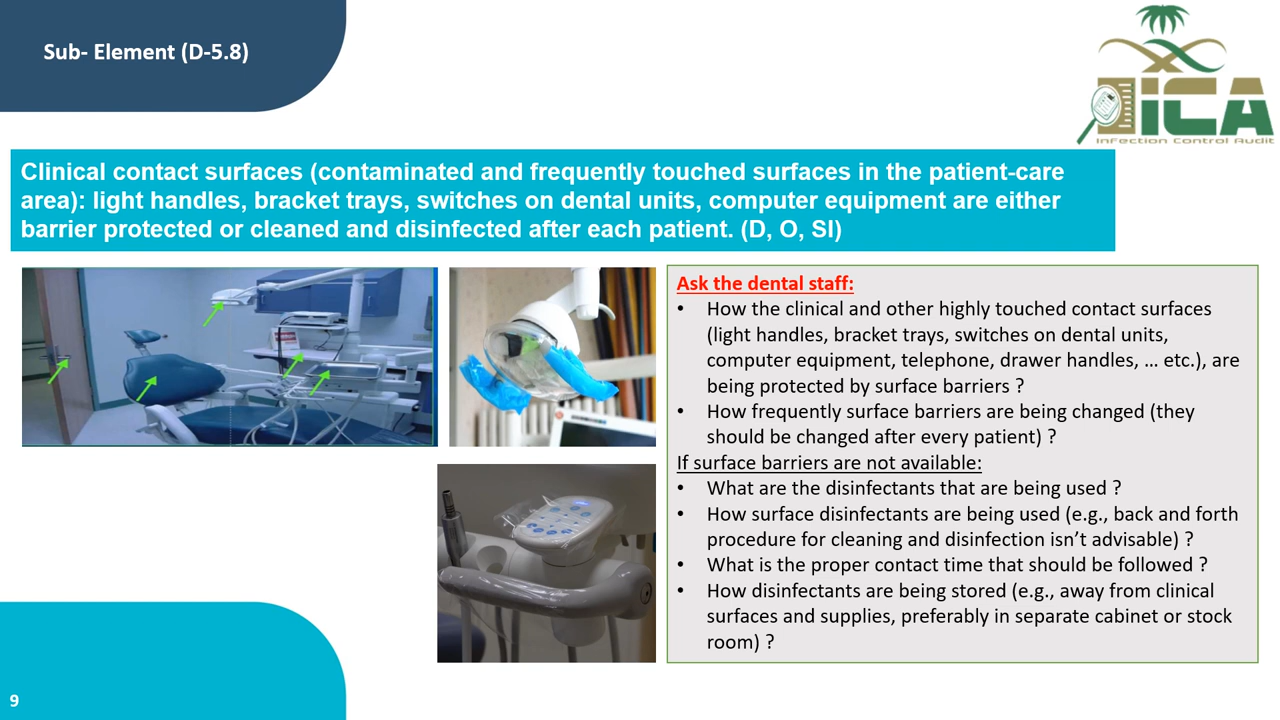 Sub- Element (D-5.8)
iCA
Infection Control Audit
Clinical contact surfaces (contaminated and frequently touched surfaces in the patient-care
area): light handles, bracket trays, switches on dental units, computer equipment are either
barrier protected or cleaned and disinfected after each patient. (D, O, SI)
Ask the dental staff:
• How the clinical and other highly touched contact surfaces
(light handles, bracket trays, switches on dental units,
computer equipment, telephone, drawer handles, … etc.), are
being protected by surface barriers ?
• How frequently surface barriers are being changed (they
should be changed after every patient) ?
If surface barriers are not available:
• What are the disinfectants that are being used ?
• How surface disinfectants are being used (e.g., back and forth
procedure for cleaning and disinfection isn’t advisable) ?
• What is the proper contact time that should be followed ?
• How disinfectants are being stored (e.g., away from clinical
surfaces and supplies, preferably in separate cabinet or stock
room) ?
9